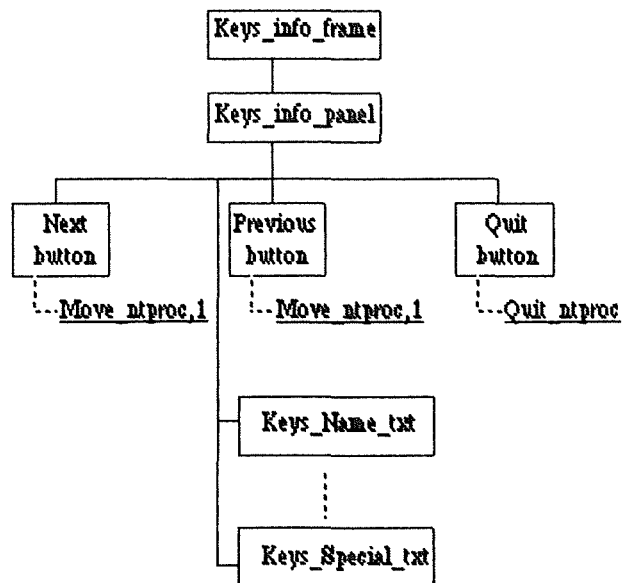 Keys_info_frame
Keys_info_panel
Next
button
Previous
button
Quit
button
Move_ntproc,1
Move_ntproc,1
Quit_ntproc
Keys_Name_txt
Keys_Special_txt